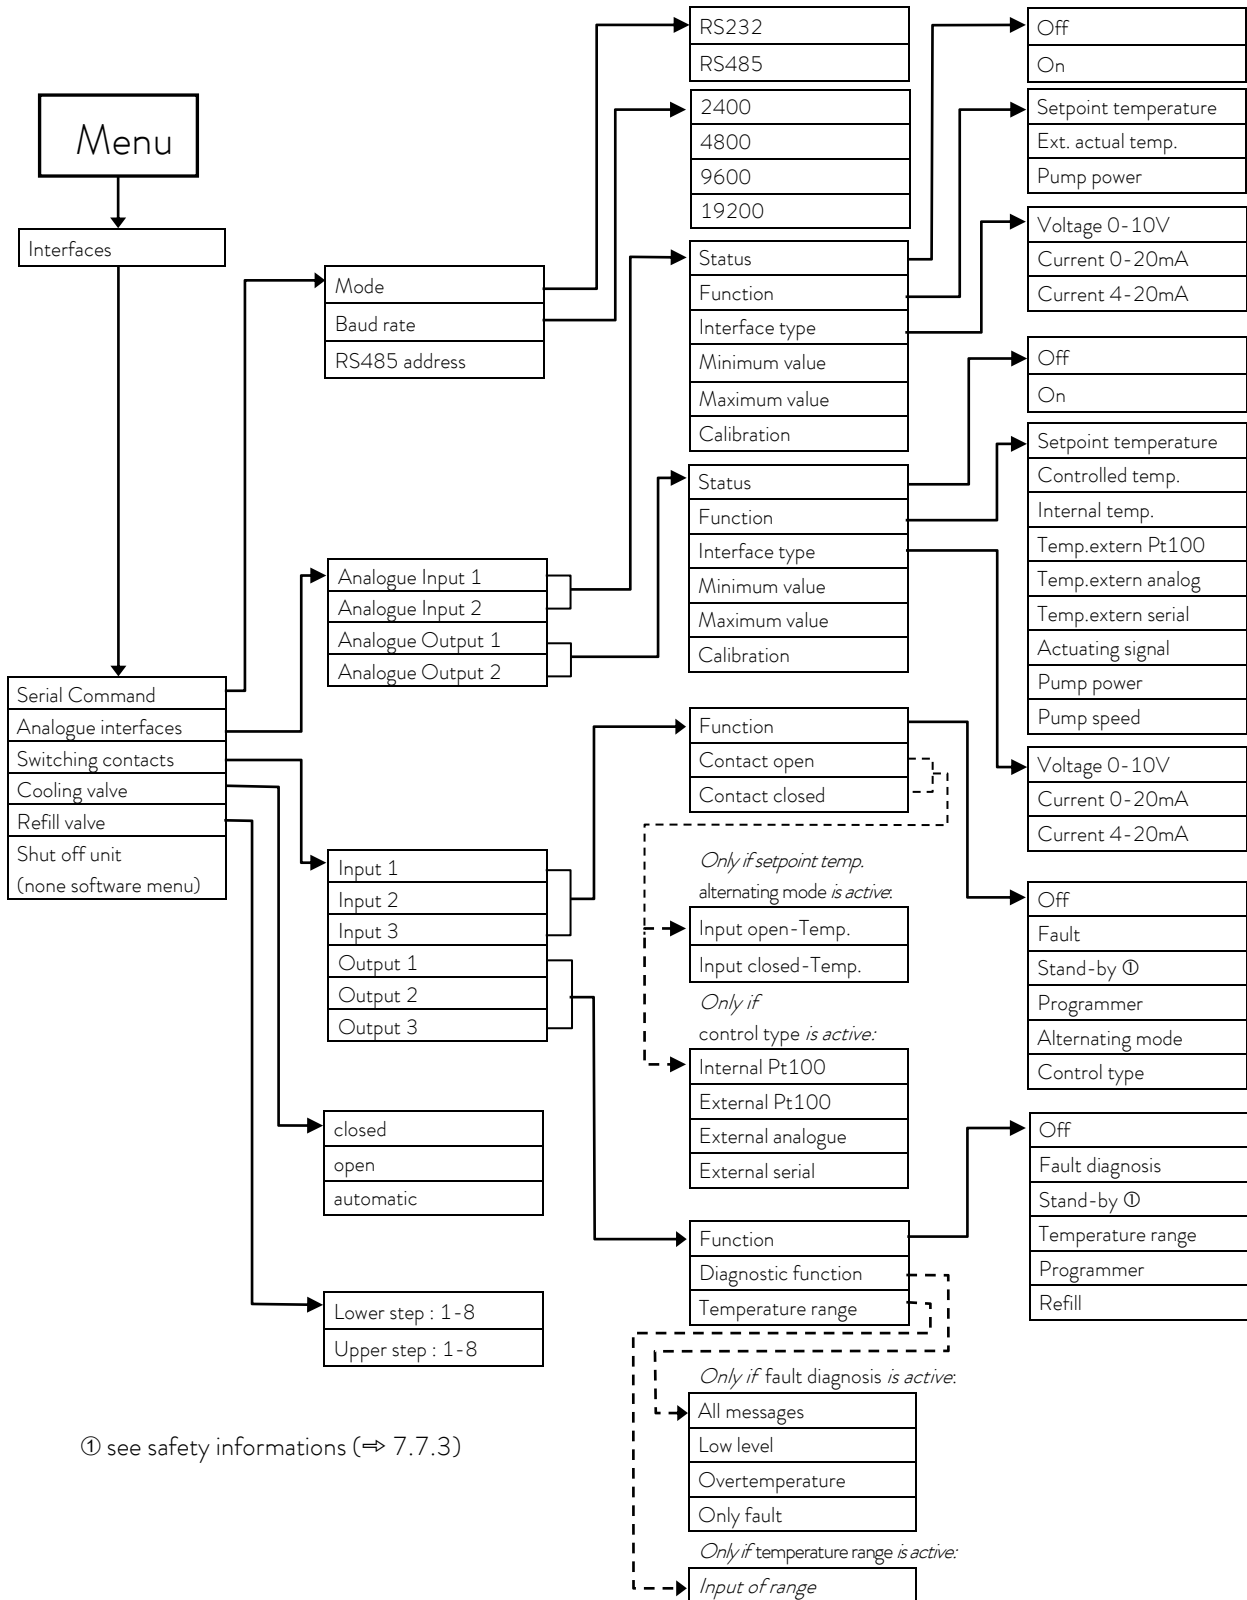 Menu
Interfaces
Serial Command
Analogue interfaces
Switching contacts
Cooling valve
Refill valve
Shut off unit
(none software menu)
Mode
Baud rate
RS485 address
Analogue Input 1
Analogue Input 2
Analogue Output 1
Analogue Output 2
Input 1
Input 2
Input 3
Output 1
Output 2
Output 3
closed
open
automatic
Lower step : 1-8
Upper step : 1-8
RS232
RS485
2400
4800
9600
19200
Status
Function
Interface type
Minimum value
Maximum value
Calibration
Status
Function
Interface type
Minimum value
Maximum value
Calibration
Function
Contact open
Contact closed
Only if setpoint temp.
alternating mode is active:
Input open-Temp.
Input closed-Temp.
Only if
control type is active:
Internal Pt100
External Pt100
External analogue
External serial
Function
Diagnostic function
Temperature range
Only if fault diagnosis is active:
All messages
Low level
Overtemperature
Only fault
Only if temperature range is active:
Input of range
Off
On
Setpoint temperature
Ext. actual temp.
Pump power
Voltage 0-10V
Current 0-20mA
Current 4-20mA
Off
On
Setpoint temperature
Controlled temp.
Internal temp.
Temp.extern Pt100
Temp.extern analog
Temp.extern serial
Actuating signal
Pump power
Pump speed
Voltage 0-10V
Current 0-20mA
Current 4-20mA
Off
Fault
Stand-by ①
Programmer
Alternating mode
Control type
Off
Fault diagnosis
Stand-by ①
Temperature range
Programmer
Refill
① see safety informations (⇨ 7.7.3)